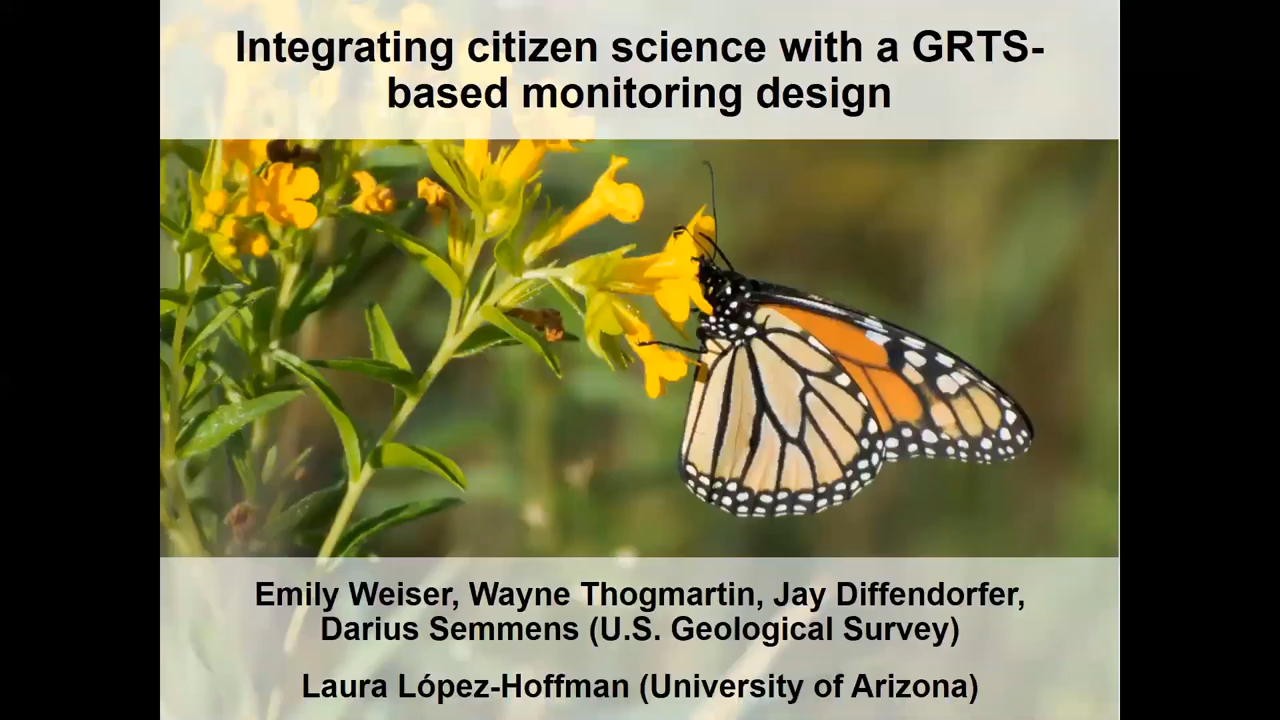 Integrating citizen science with a GRTS-
based monitoring design
Emily Weiser, Wayne Thogmartin, Jay Diffendorfer,
Darius Semmens (U.S. Geological Survey)
Laura López-Hoffman (University of Arizona)